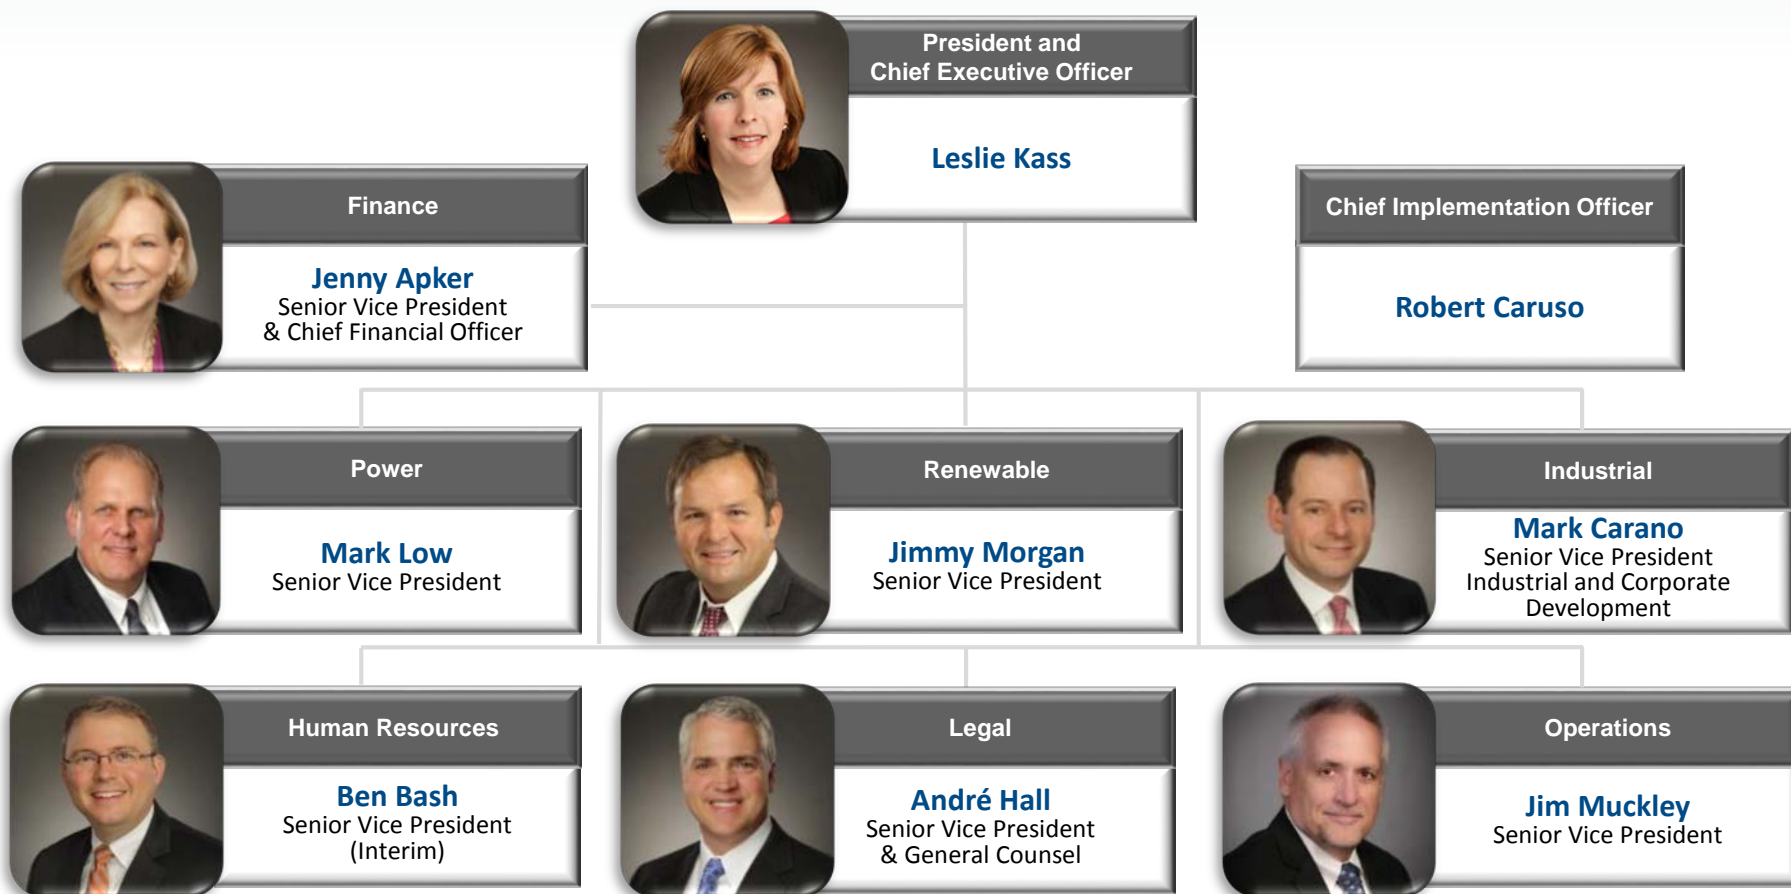 President and
Chief Executive Officer
Leslie Kass
Finance
Jenny Apker
Senior Vice President
& Chief Financial Officer
Chief Implementation Officer
Robert Caruso
Power
Mark Low
Senior Vice President
Renewable
Jimmy Morgan
Senior Vice President
Industrial
Mark Carano
Senior Vice President
Industrial and Corporate
Development
Human Resources
Ben Bash
Senior Vice President
(Interim)
Legal
André Hall
Senior Vice President
& General Counsel
Operations
Jim Muckley
Senior Vice President